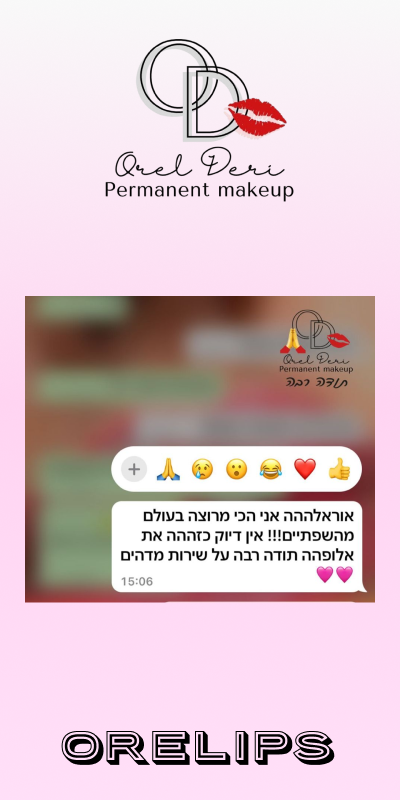 OD
Orel Deri
Permanent makeup
OD
Orel Deri
Permanent makeup
תודה רבה
אוראלההה אני הכי מרוצה בעולם
מהשפתיים!!! אין דיוק כזההה את
אלופהה תודה רבה על שירות מדהים
🩷🩷
15:06
ORELIPS